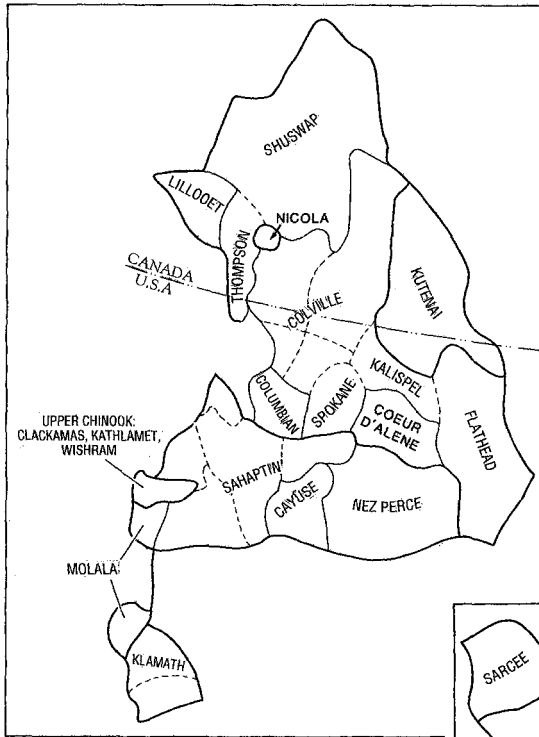 SHUSWAP
LILLOOET
NICOLA
THOMPSON
CANADA
U.S.A
KUTENAI
COLVILLE
KALISPEL
COLUMBIAN
SPOKANE
COEUR
D'ALENE
FLATHEAD
UPPER CHINOOK:
CLACKAMAS, KATHLAMET,
WISHRAM
SAHAPTIN
CAYUSE
NEZ PERCE
MOLALA
KLAMATH
SARCEE